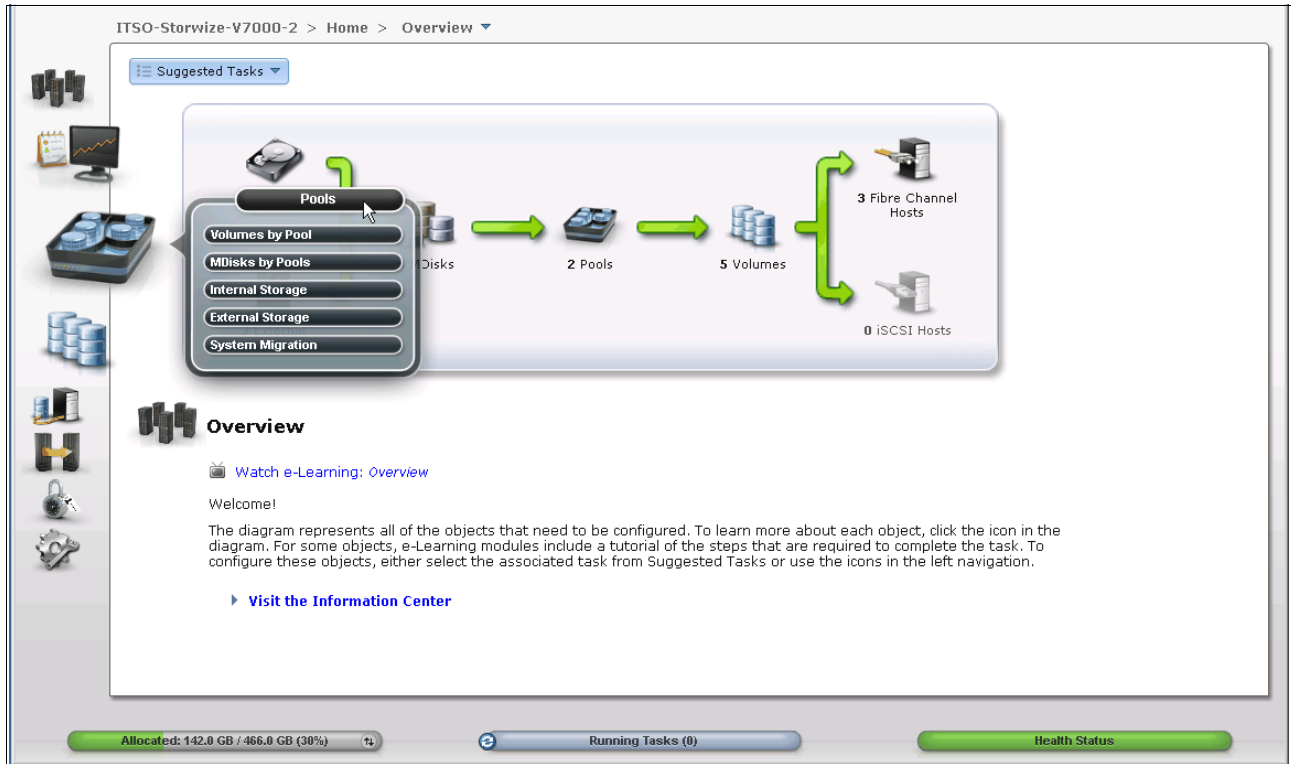 ITSO-Storwize-V7000-2 > Home > Overview
Suggested Tasks
Pools
Volumes by Pool
MDisks by Pools
Internal Storage
External Storage
System Migration
2 Pools
5 Volumes
3 Fibre Channel
Hosts
0 iSCSI Hosts
Overview
Watch e-Learning: Overview
Welcome!
The diagram represents all of the objects that need to be configured. To learn more about each object, click the icon in the
diagram. For some objects, e-Learning modules include a tutorial of the steps that are required to complete the task. To
configure these objects, either select the associated task from Suggested Tasks or use the icons in the left navigation.
Visit the Information Center
Allocated: 142.0 GB / 466.0 GB (30%)
Running Tasks (0)
Health Status